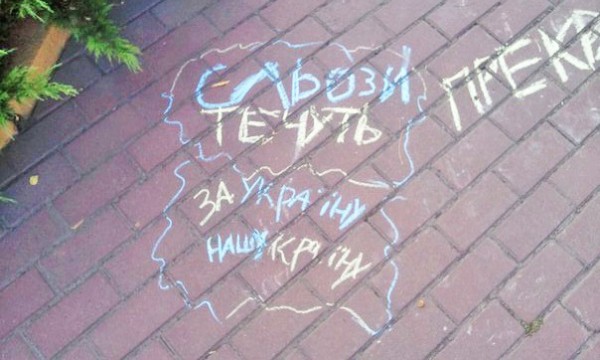 СЛЬОЗИ
ТЕЧУТЬ
ЗА УКРАЇНУ
НАШУ КРАЇНУ
ПРЕКР